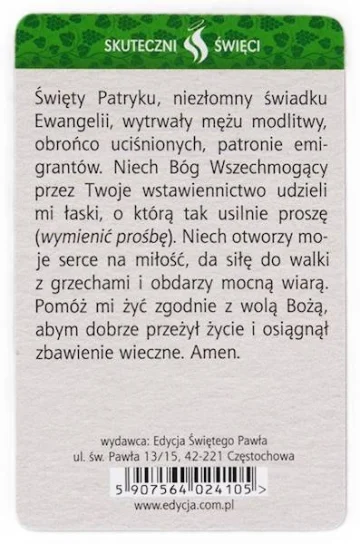 SKUTECZNI ŚWIĘCI
Święty Patryku, niezłomny świadku
Ewangelii, wytrwały mężu modlitwy,
obrońco uciśnionych, patronie emi-
grantów. Niech Bóg Wszechmogący
przez Twoje wstawiennictwo udzieli
mi łaski, o którą tak usilnie proszę
(wymienić prośbę). Niech otworzy mo-
je serce na miłość, da siłę do walki
z grzechami i obdarzy mocną wiarą.
Pomóż mi żyć zgodnie z wolą Bożą,
abym dobrze przeżył życie i osiągnął
zbawienie wieczne. Amen.
wydawca: Edycja Świętego Pawła
ul. św. Pawła 13/15, 42-221 Częstochowa
5 907564 024105 >
www.edycja.com.pl